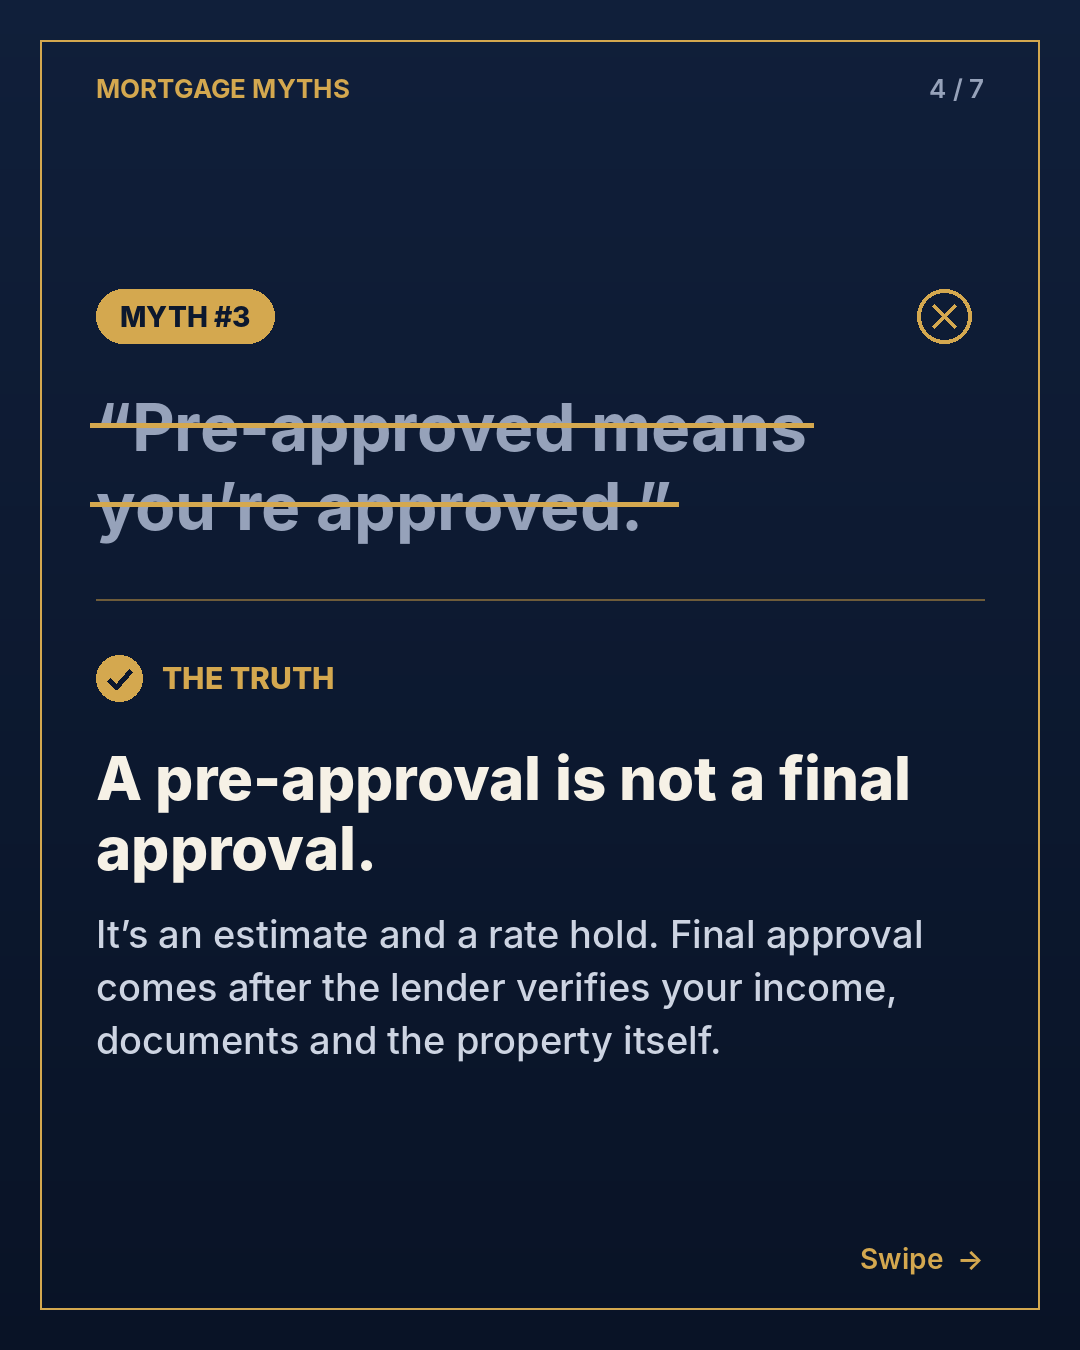 MORTGAGE MYTHS
4 / 7
MYTH #3
“Pre-approved means
you’re approved.”
THE TRUTH
A pre-approval is not a final
approval.
It’s an estimate and a rate hold. Final approval
comes after the lender verifies your income,
documents and the property itself.
Swipe →